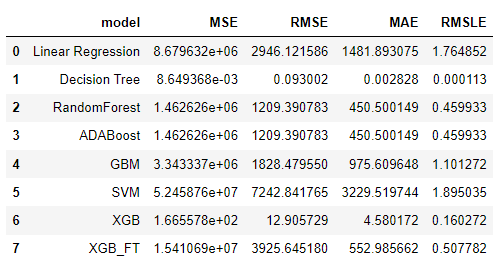 model MSE RMSE MAE RMSLE
0 Linear Regression 8.679632e+06 2946.121586 1481.893075 1.764852
1 Decision Tree 8.649368e-03 0.093002 0.002828 0.000113
2 RandomForest 1.462626e+06 1209.390783 450.500149 0.459933
3 ADABoost 1.462626e+06 1209.390783 450.500149 0.459933
4 GBM 3.343337e+06 1828.479550 975.609648 1.101272
5 SVM 5.245876e+07 7242.841765 3229.519744 1.895035
6 XGB 1.665578e+02 12.905729 4.580172 0.160272
7 XGB_FT 1.541069e+07 3925.645180 552.985662 0.507782